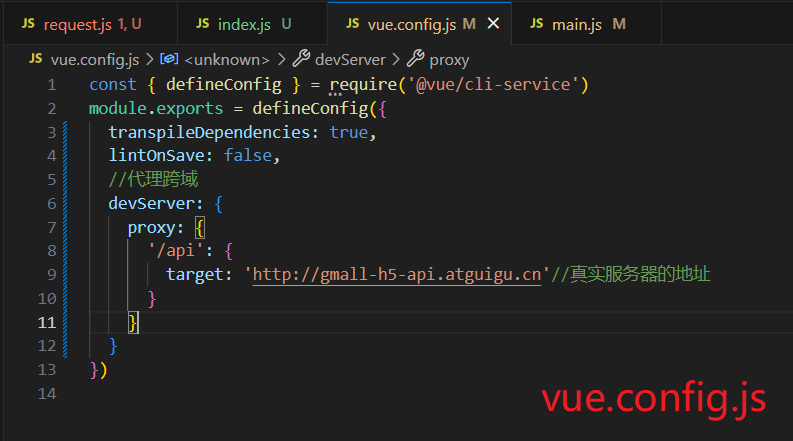 JS request.js 1, U JS index.js U JS vue.config.js M × JS main.js M
JS vue.config.js > <unknown> > devServer > proxy
1 const { defineConfig } = require('@vue/cli-service')
2 module.exports = defineConfig({
3 transpileDependencies: true,
4 lintOnSave: false,
5 //代理跨域
6 devServer: {
7 proxy: {
8 '/api': {
9 target: 'http://gmall-h5-api.atguigu.cn'//真实服务器的地址
10 }
11 }
12 }
13 })
14
vue.config.js